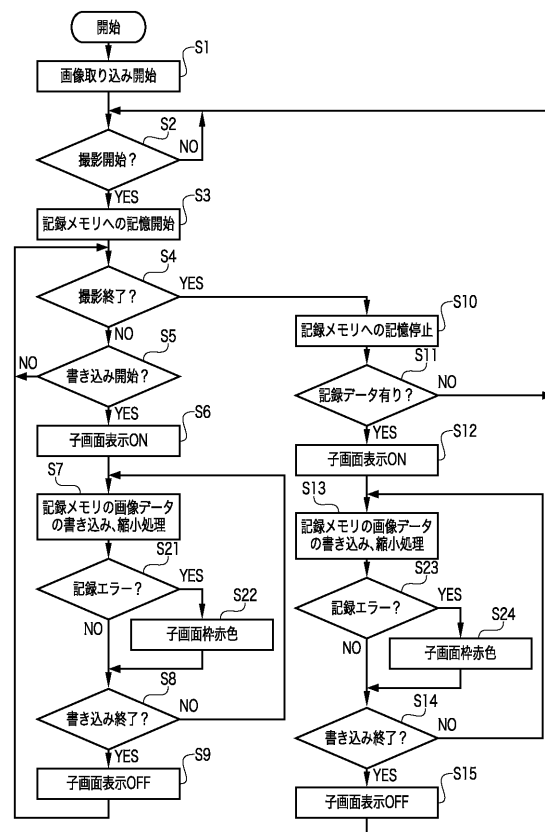 開始
S1
画像取り込み開始
S2
撮影開始？
NO
YES
S3
記録メモリへの記憶開始
S4
撮影終了？
YES
NO
S5
書き込み開始？
NO
YES
S6
子画面表示ON
S7
記録メモリの画像データ
の書き込み、縮小処理
S21
記録エラー？
YES
NO
S22
子画面枠赤色
S8
書き込み終了？
NO
YES
S9
子画面表示OFF
S10
記録メモリへの記憶停止
S11
記録データ有り？
NO
YES
S12
子画面表示ON
S13
記録メモリの画像データ
の書き込み、縮小処理
S23
記録エラー？
YES
NO
S24
子画面枠赤色
S14
書き込み終了？
NO
YES
S15
子画面表示OFF